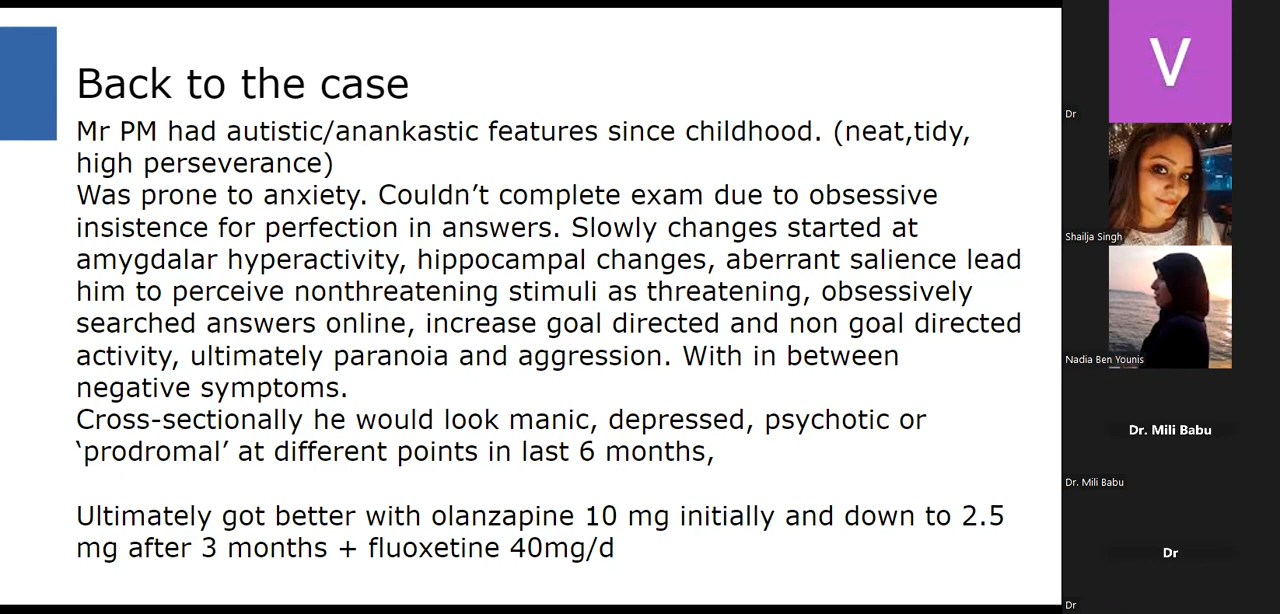 Back to the case
Mr PM had autistic/anankastic features since childhood. (neat,tidy,
high perseverance)
Was prone to anxiety. Couldn’t complete exam due to obsessive
insistence for perfection in answers. Slowly changes started at
amygdalar hyperactivity, hippocampal changes, aberrant salience lead
him to perceive nonthreatening stimuli as threatening, obsessively
searched answers online, increase goal directed and non goal directed
activity, ultimately paranoia and aggression. With in between
negative symptoms.
Cross-sectionally he would look manic, depressed, psychotic or
‘prodromal’ at different points in last 6 months,
Ultimately got better with olanzapine 10 mg initially and down to 2.5
mg after 3 months + fluoxetine 40mg/d
V
Dr
Shailja Singh
Nadia Ben Younis
Dr. Mili Babu
Dr. Mili Babu
Dr
Dr